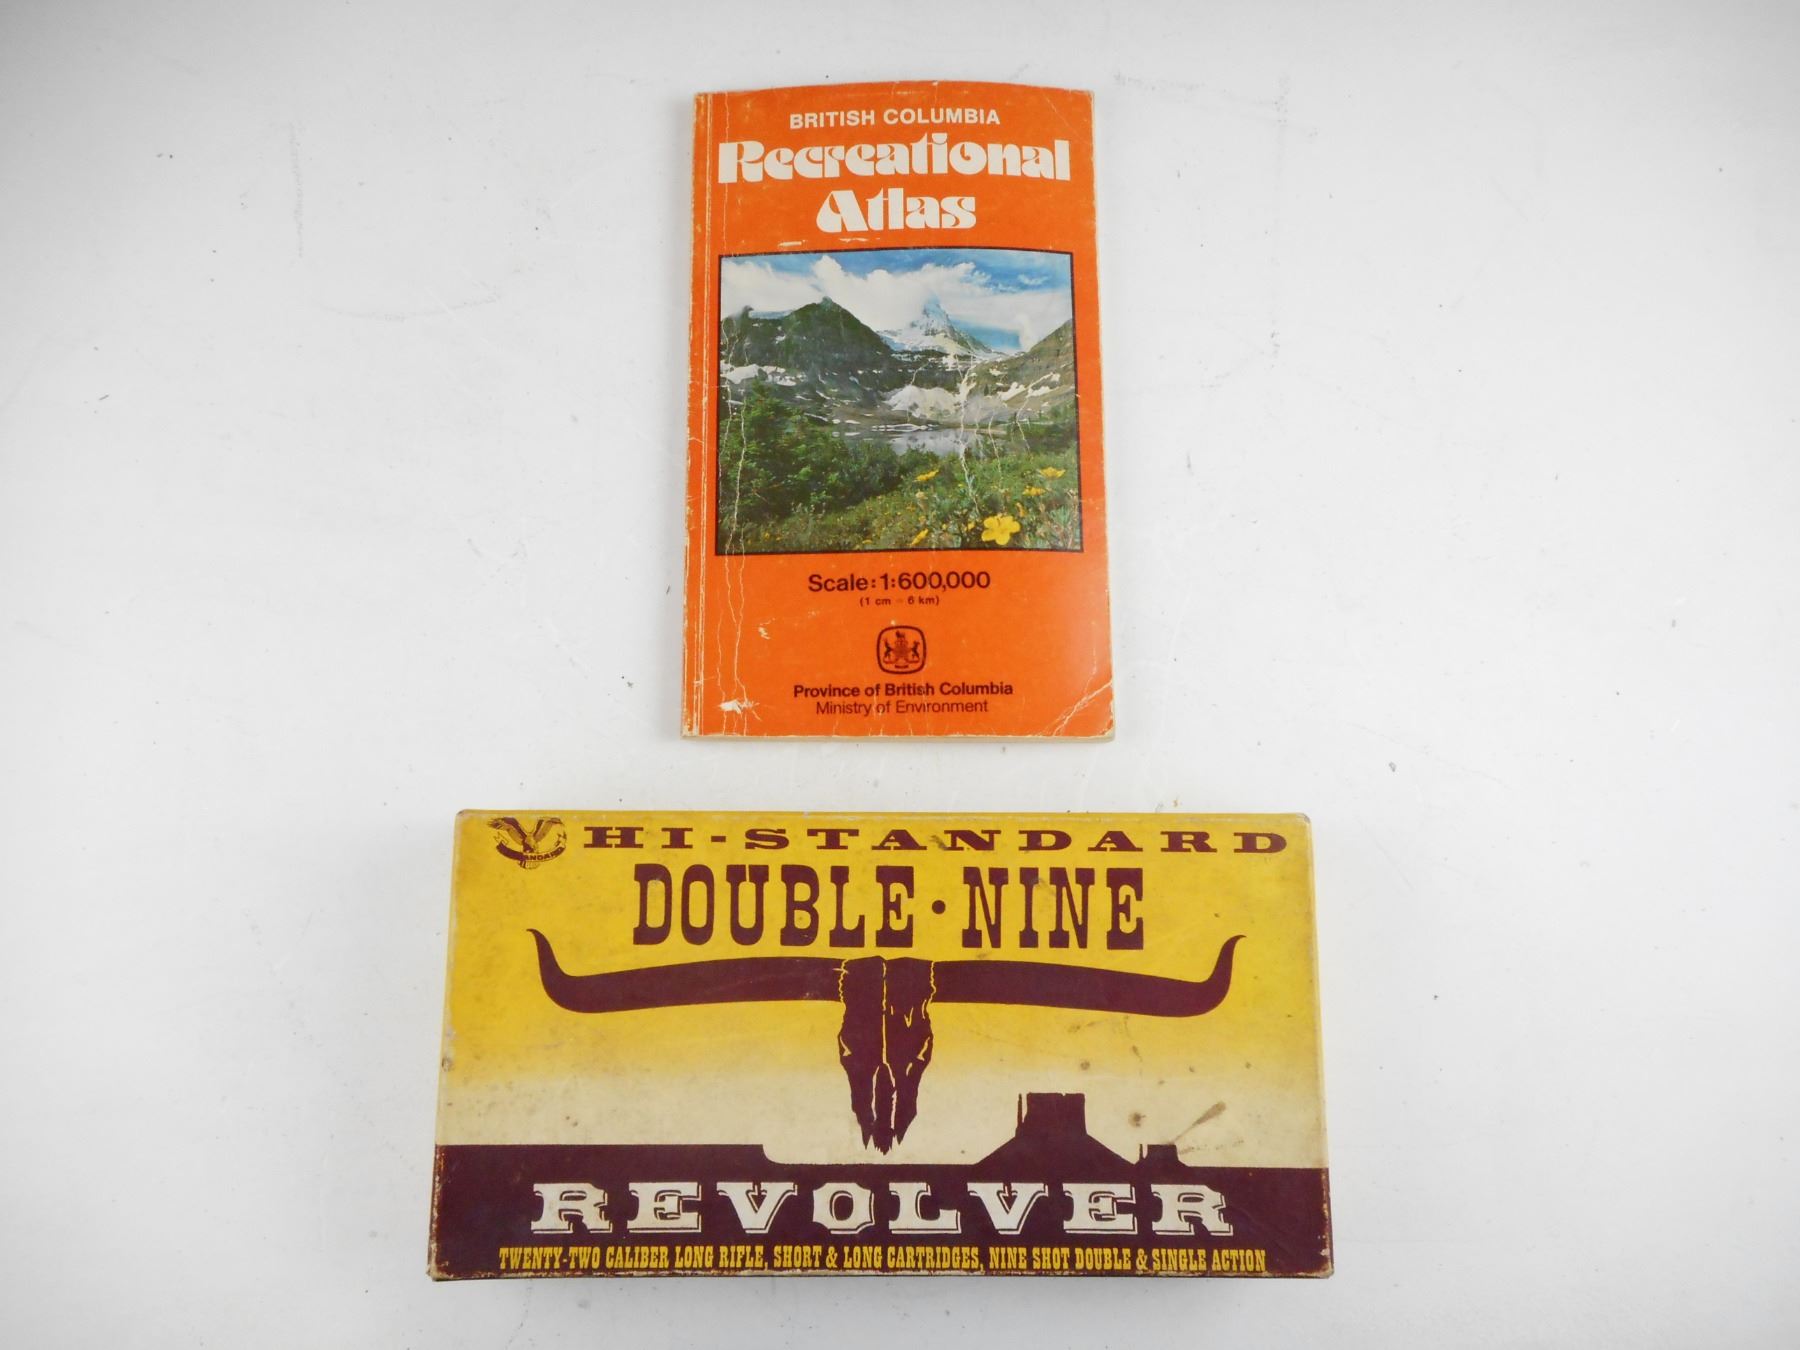 BRITISH COLUMBIA
Recreational
Atlas
Scale: 1:600,000
(1 cm = 6 km)
Province of British Columbia
Ministry of Environment
HI-STANDARD
DOUBLE·NINE
REVOLVER
TWENTY-TWO CALIBER LONG RIFLE, SHORT & LONG CARTRIDGES, NINE SHOT DOUBLE & SINGLE ACTION